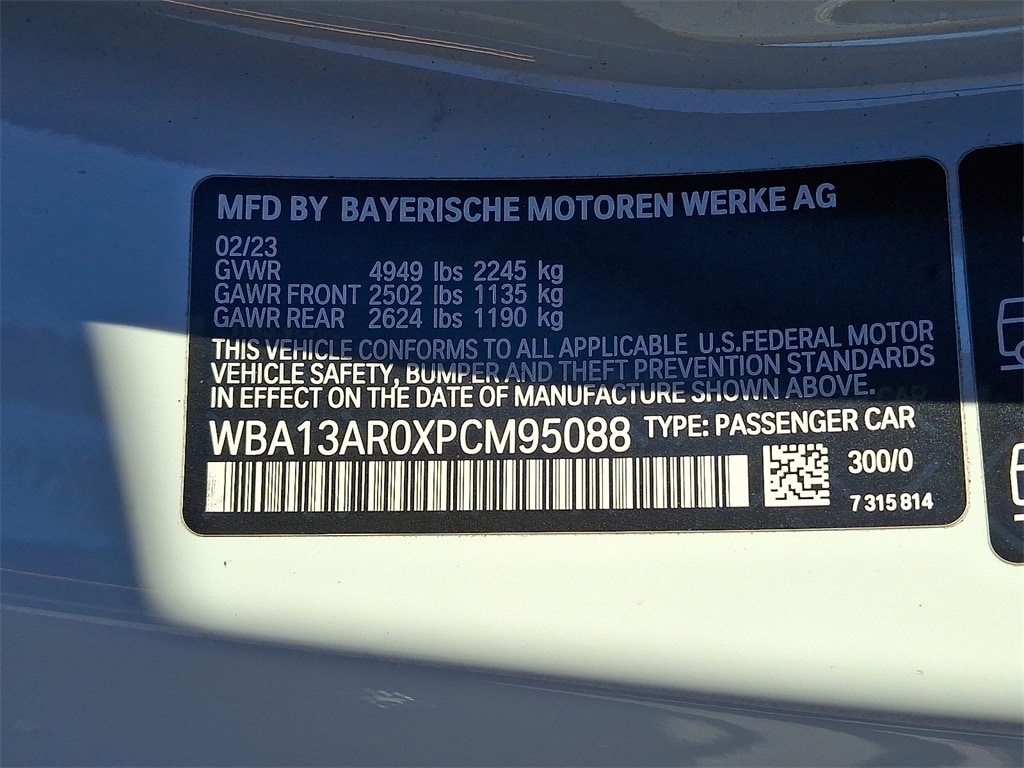 MFD BY BAYERISCHE MOTOREN WERKE AG
02/23
GVWR 4949 lbs 2245 kg
GAWR FRONT 2502 lbs 1135 kg
GAWR REAR 2624 lbs 1190 kg
THIS VEHICLE CONFORMS TO ALL APPLICABLE U.S.FEDERAL MOTOR
VEHICLE SAFETY, BUMPER AND THEFT PREVENTION STANDARDS
IN EFFECT ON THE DATE OF MANUFACTURE SHOWN ABOVE.
WBA13AR0XPCM95088 TYPE: PASSENGER CAR
300/0
7 315 814